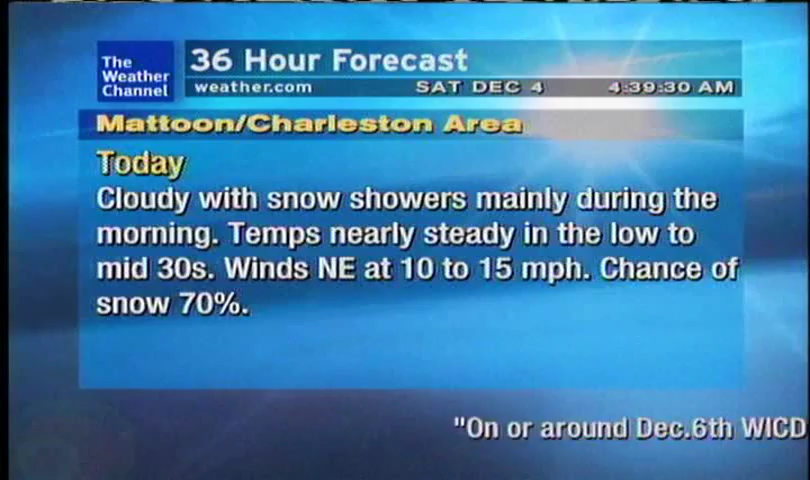 The
Weather
Channel
36 Hour Forecast
weather.com SAT DEC 4 4:39:30 AM
Mattoon/Charleston Area
Today
Cloudy with snow showers mainly during the
morning. Temps nearly steady in the low to
mid 30s. Winds NE at 10 to 15 mph. Chance of
snow 70%.
"On or around Dec.6th WICD